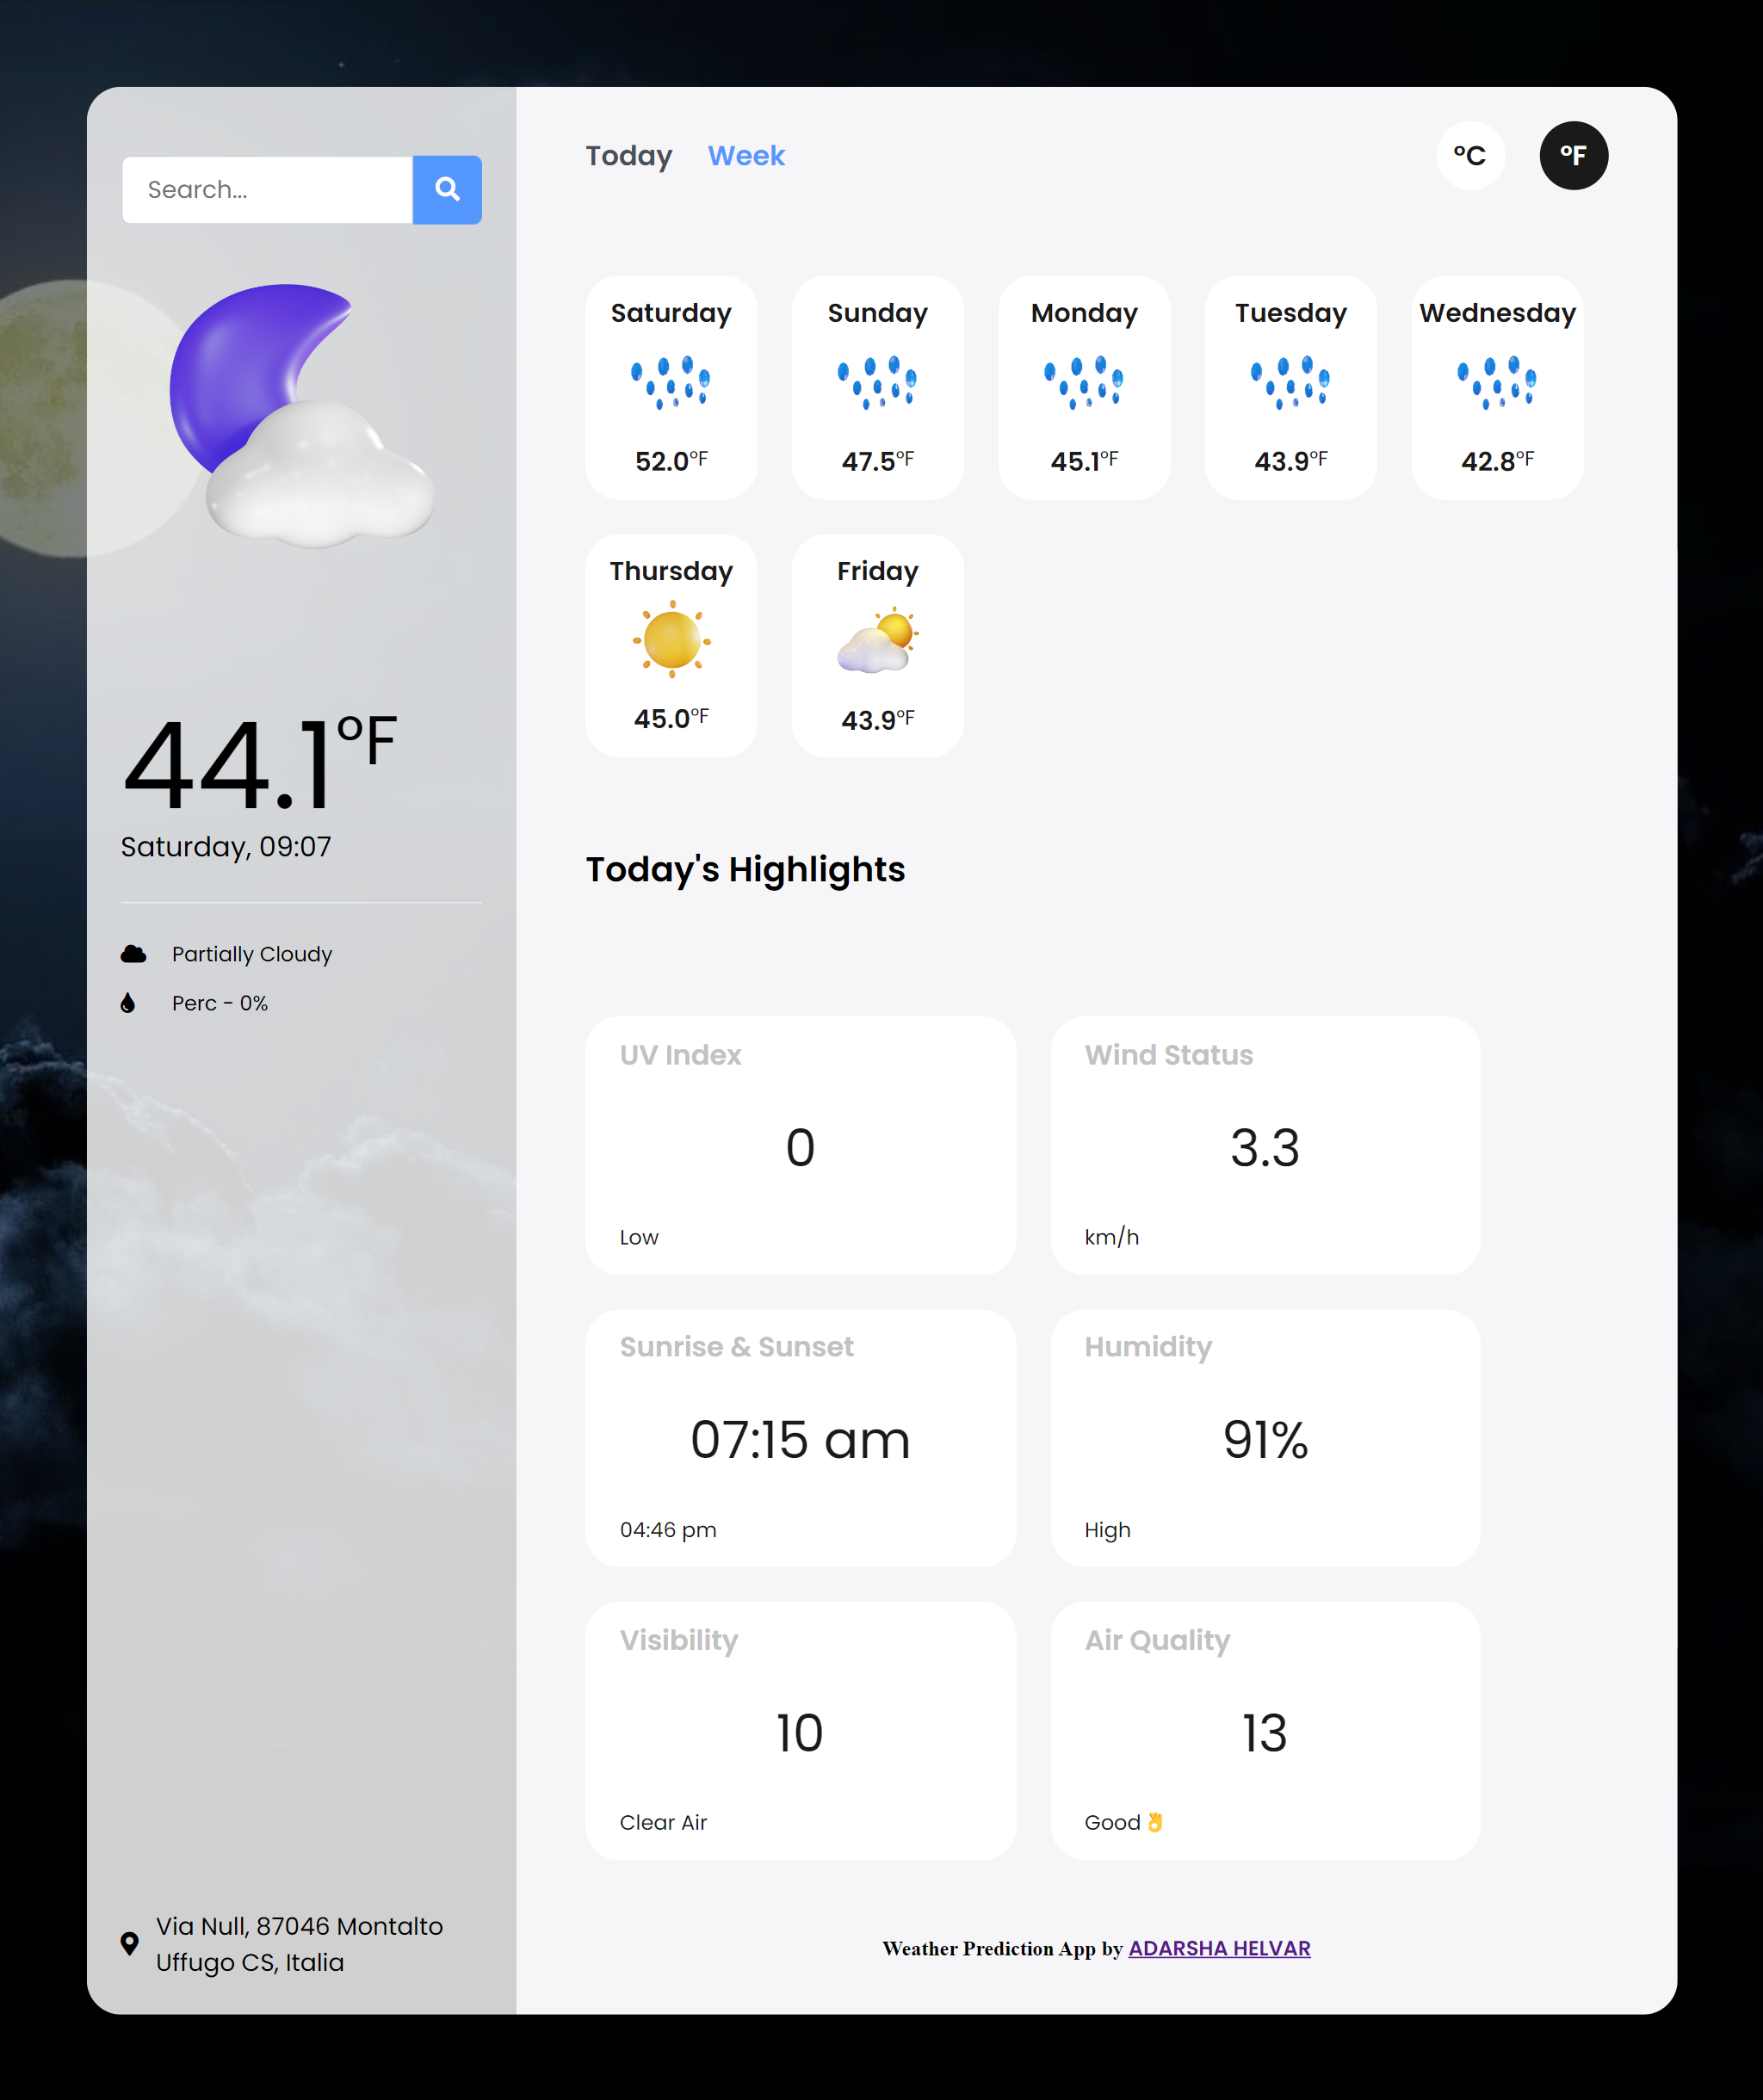 Search...
44.1°F
Saturday, 09:07
Partially Cloudy
Perc - 0%
Via Null, 87046 Montalto
Uffugo CS, Italia
Today Week
°C °F
Saturday
52.0°F
Sunday
47.5°F
Monday
45.1°F
Tuesday
43.9°F
Wednesday
42.8°F
Thursday
45.0°F
Friday
43.9°F
Today's Highlights
UV Index
0
Low
Wind Status
3.3
km/h
Sunrise & Sunset
07:15 am
04:46 pm
Humidity
91%
High
Visibility
10
Clear Air
Air Quality
13
Good👌
Weather Prediction App by ADARSHA HELVAR